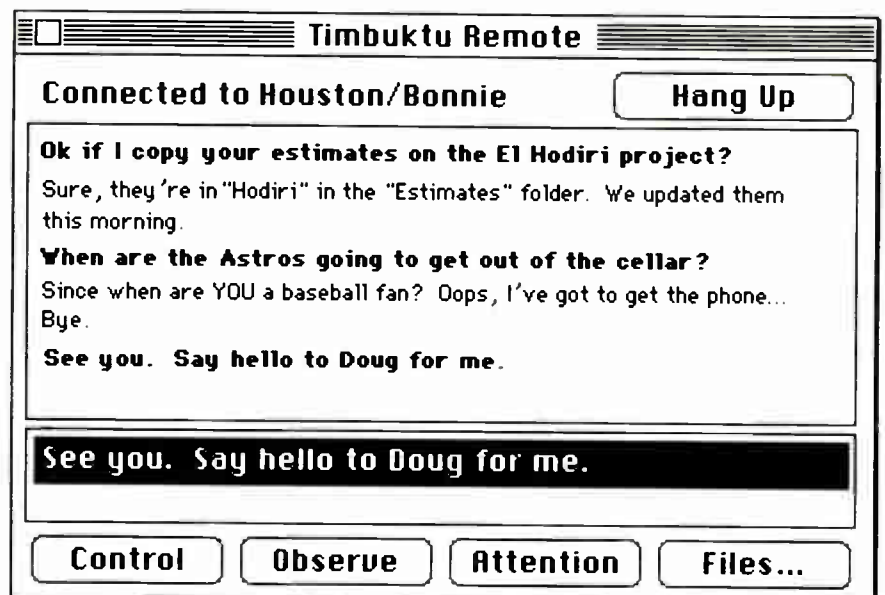 Timbuktu Remote
Connected to Houston/Bonnie
Hang Up
Ok if I copy your estimates on the El Hodiri project?
Sure, they're in "Hodiri" in the "Estimates" folder. We updated them
this morning.
When are the Astros going to get out of the cellar?
Since when are YOU a baseball fan? Oops, I've got to get the phone...
Bye.
See you. Say hello to Doug for me.
See you. Say hello to Doug for me.
Control
Observe
Attention
Files...